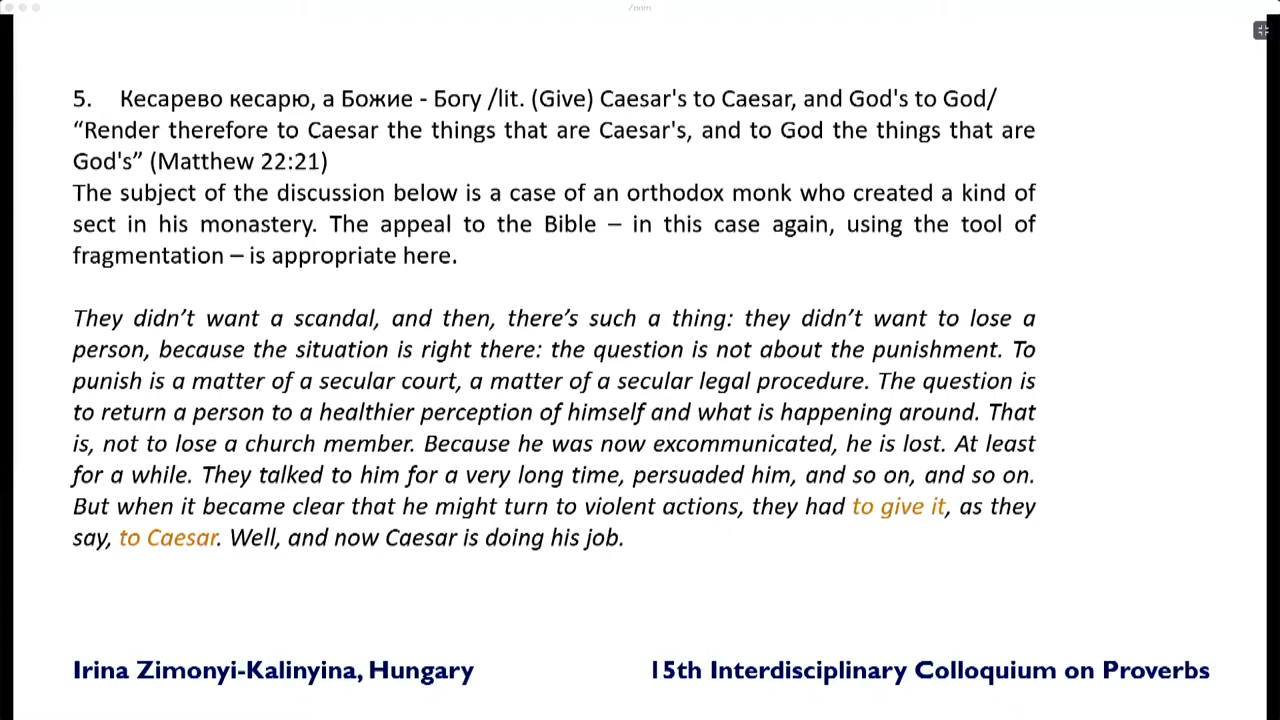 Zoom
5. Кесарево кесарю, а Божие - Богу /lit. (Give) Caesar's to Caesar, and God's to God/
“Render therefore to Caesar the things that are Caesar's, and to God the things that are
God's” (Matthew 22:21)
The subject of the discussion below is a case of an orthodox monk who created a kind of
sect in his monastery. The appeal to the Bible – in this case again, using the tool of
fragmentation – is appropriate here.
They didn’t want a scandal, and then, there’s such a thing: they didn’t want to lose a
person, because the situation is right there: the question is not about the punishment. To
punish is a matter of a secular court, a matter of a secular legal procedure. The question is
to return a person to a healthier perception of himself and what is happening around. That
is, not to lose a church member. Because he was now excommunicated, he is lost. At least
for a while. They talked to him for a very long time, persuaded him, and so on, and so on.
But when it became clear that he might turn to violent actions, they had to give it, as they
say, to Caesar. Well, and now Caesar is doing his job.
Irina Zimonyi-Kalinyina, Hungary
15th Interdisciplinary Colloquium on Proverbs